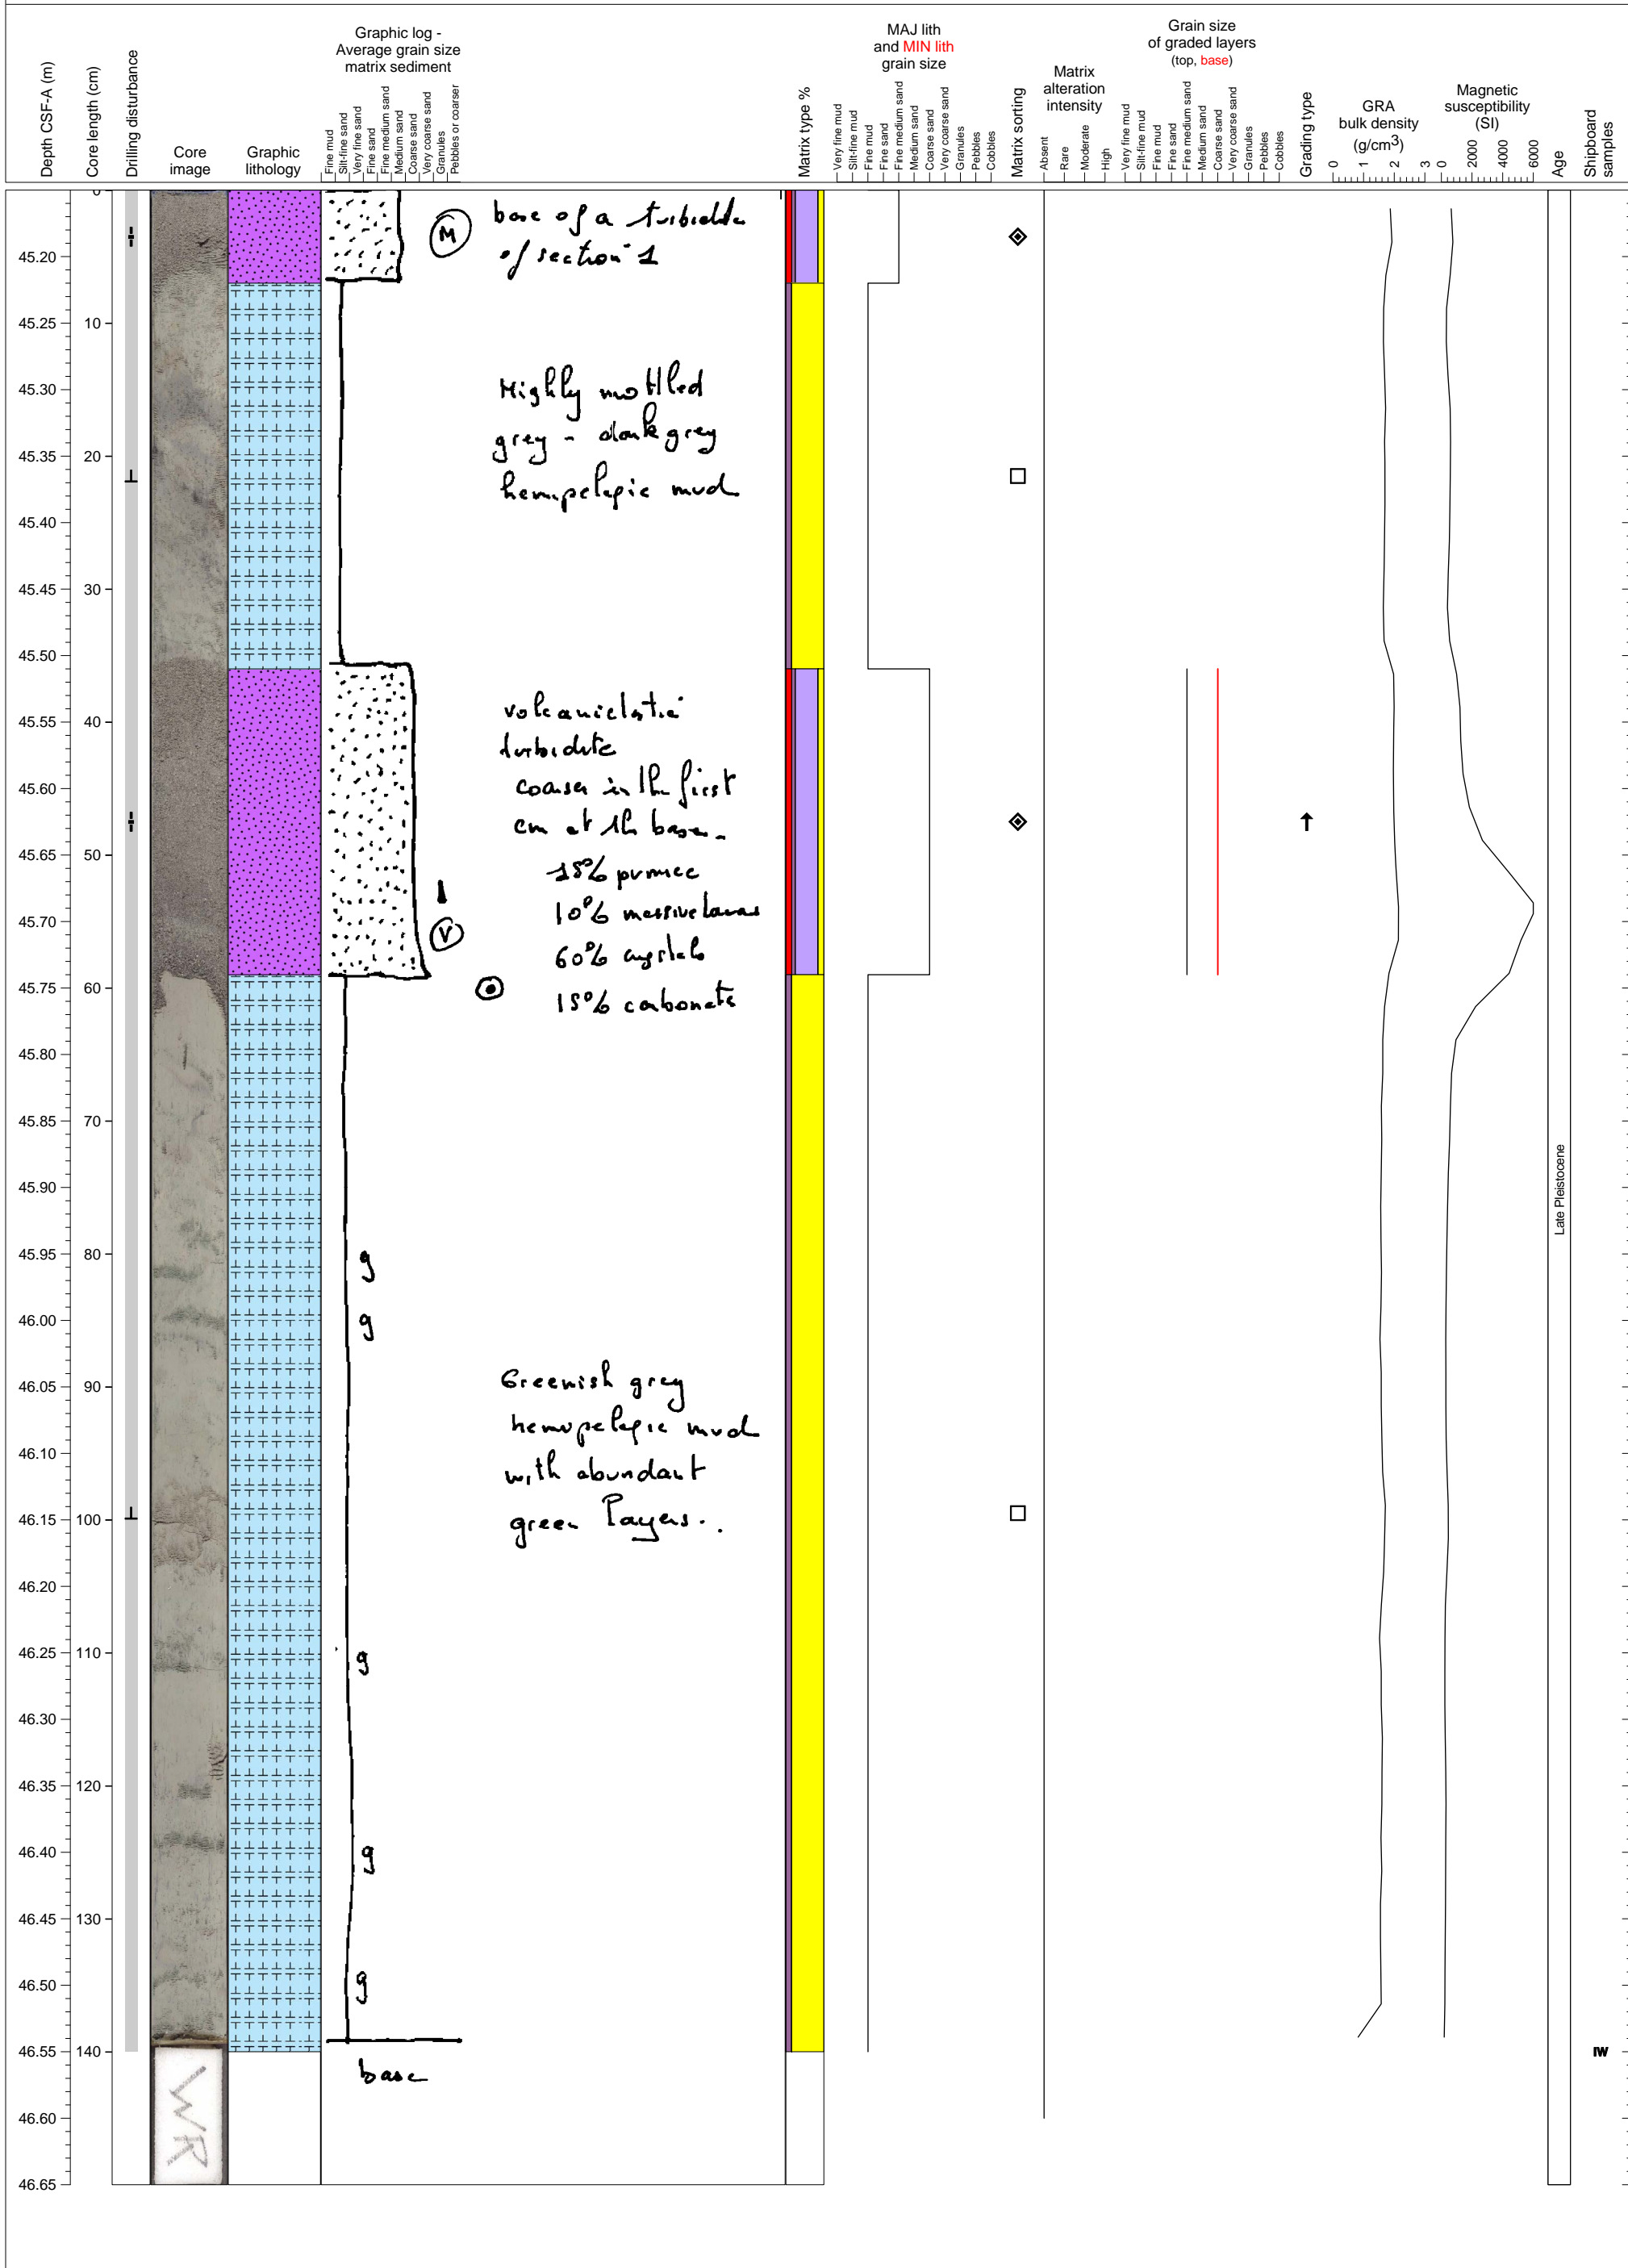 Depth CSF-A (m)
Core length (cm)
Drilling disturbance
Core
image
Graphic
lithology
Graphic log -
Average grain size
matrix sediment
Fine mud
Silt-fine sand
Very fine sand
Fine sand
Fine medium sand
Medium sand
Coarse sand
Very coarse sand
Granules
Pebbles or coarser
Matrix type %
MAJ lith
and MIN lith
grain size
Very fine mud
Silt-fine mud
Fine mud
Fine sand
Fine medium sand
Medium sand
Coarse sand
Very coarse sand
Granules
Pebbles
Cobbles
Matrix sorting
Matrix
alteration
intensity
Absent
Rare
Moderate
High
Grain size
of graded layers
(top, base)
Very fine mud
Silt-fine mud
Fine mud
Fine sand
Fine medium sand
Medium sand
Coarse sand
Very coarse sand
Granules
Pebbles
Cobbles
Grading type
GRA
bulk density
(g/cm3)
0 1 2 3
Magnetic
susceptibility
(SI)
0 2000 4000 6000
Age
Shipboard
samples
0
M
base of a turbidite
of section 1
45.20
10
45.25
45.30
Highly mottled
grey - dark grey
hemipelagic mud
45.35
20
45.40
45.45
30
45.50
45.55
40
volcaniclastic
turbidite
coarser in the first
cm at the base
45.60
45.65
50
15% pumice
10% massive lavas
60% crystals
15% carbonate
V
45.70
45.75
60
45.80
45.85
70
45.90
Late Pleistocene
45.95
80
g
46.00
g
46.05
90
Greenish grey
hemipelagic mud
with abundant
green layers..
46.10
46.15
100
46.20
46.25
110
g
46.30
46.35
120
46.40
g
46.45
130
46.50
g
46.55
140
IW
base
46.60
WR
46.65